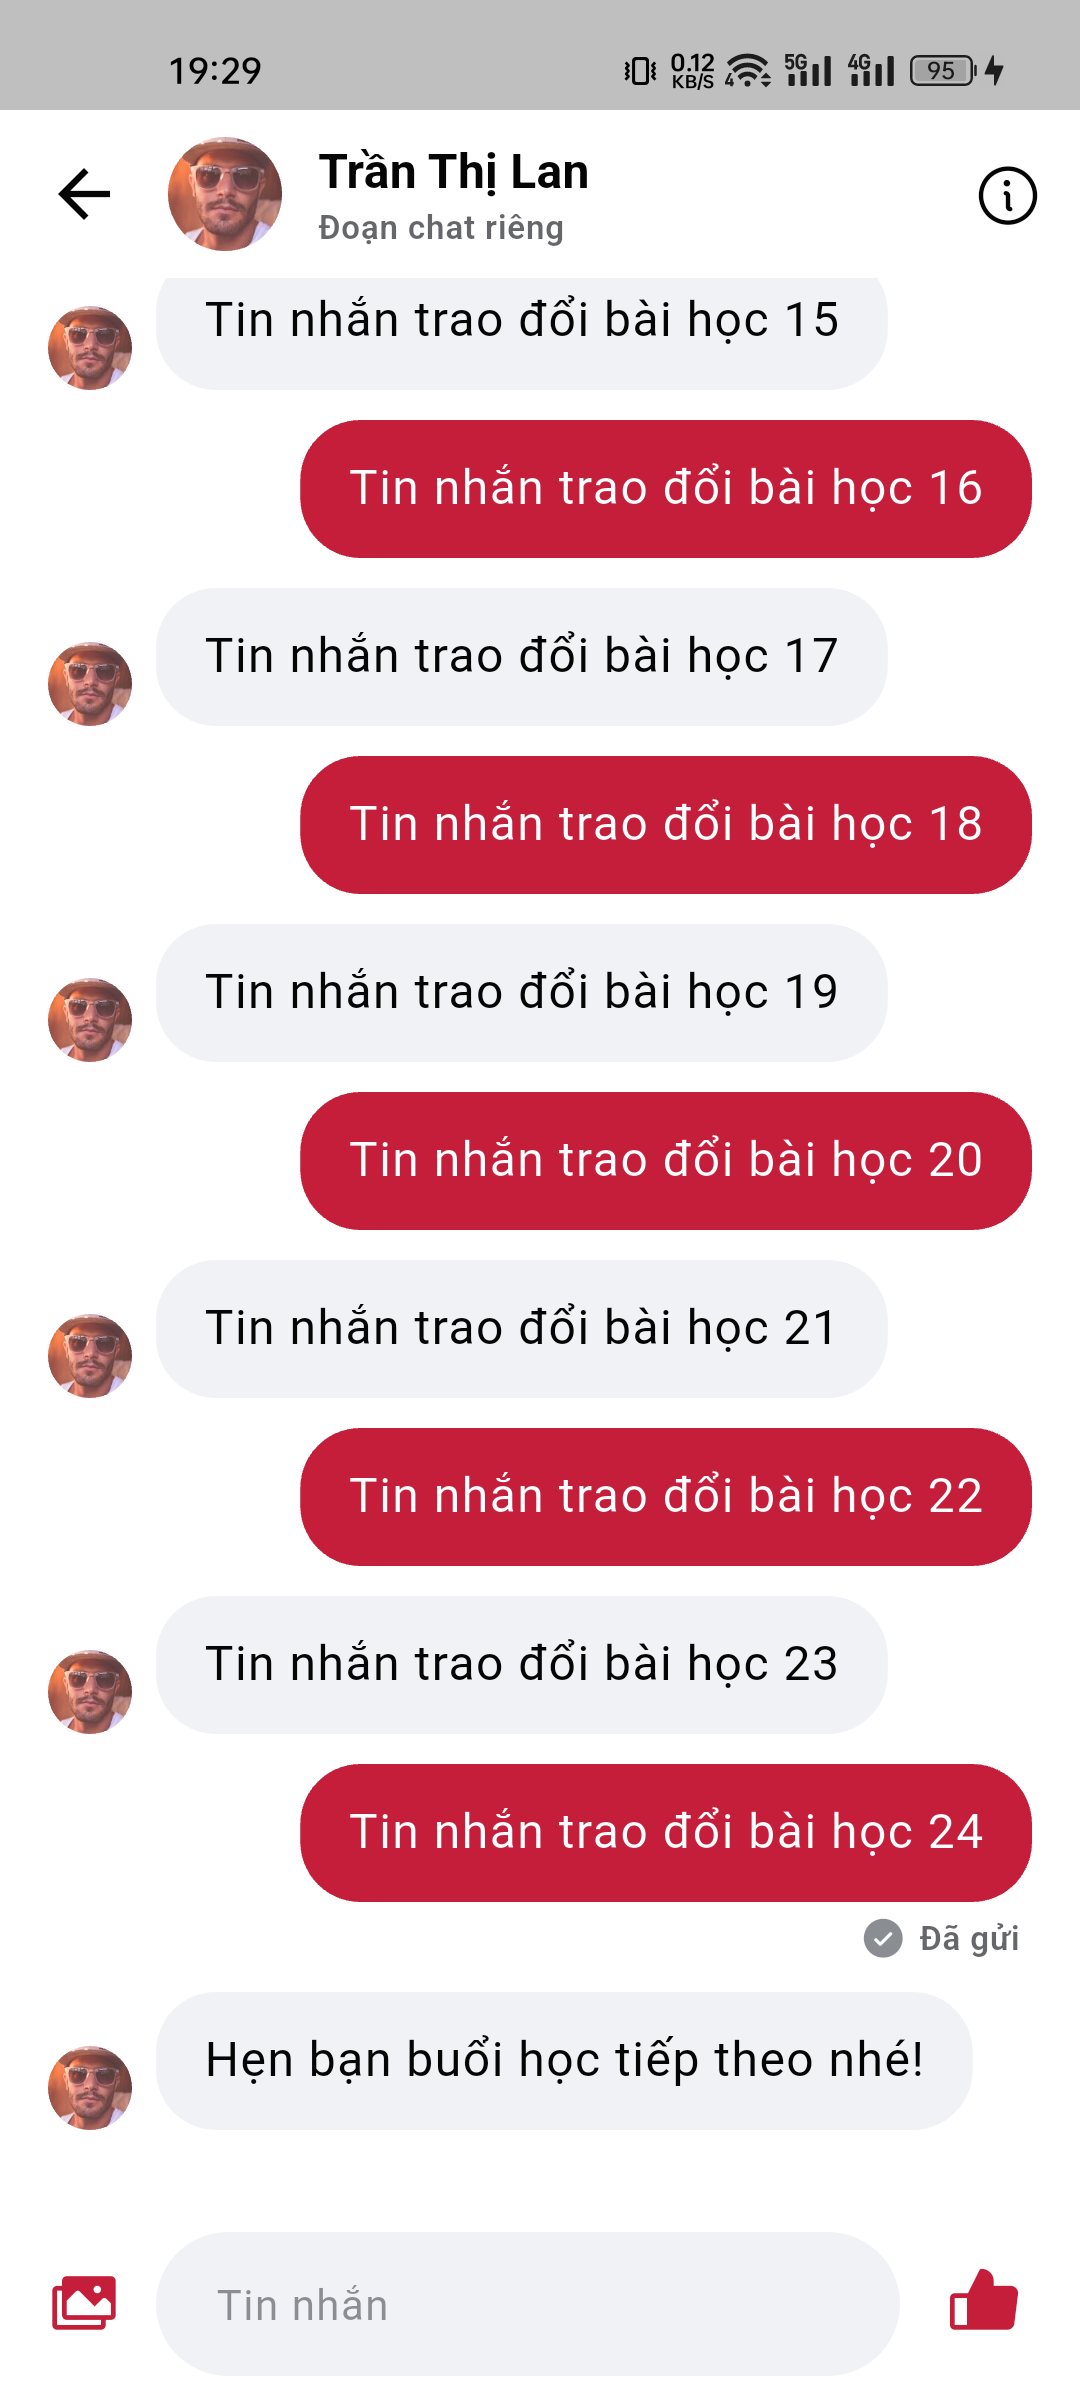 19:29
0.12
KB/S
4
5G
4G
95
Trần Thị Lan
Đoạn chat riêng
Tin nhắn trao đổi bài học 15
Tin nhắn trao đổi bài học 16
Tin nhắn trao đổi bài học 17
Tin nhắn trao đổi bài học 18
Tin nhắn trao đổi bài học 19
Tin nhắn trao đổi bài học 20
Tin nhắn trao đổi bài học 21
Tin nhắn trao đổi bài học 22
Tin nhắn trao đổi bài học 23
Tin nhắn trao đổi bài học 24
Đã gửi
Hẹn bạn buổi học tiếp theo nhé!
Tin nhắn